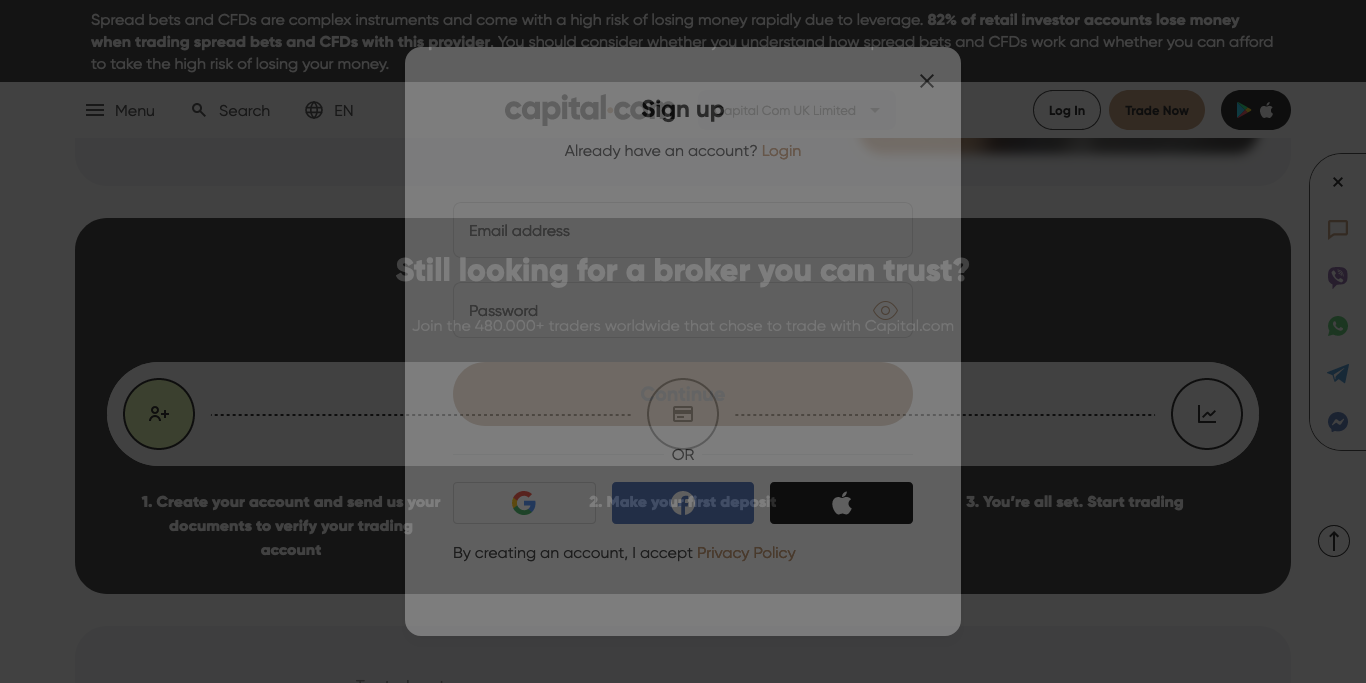 Spread bets and CFDs are complex instruments and come with a high risk of losing money rapidly due to leverage. 82% of retail investor accounts lose money
when trading spread bets and CFDs with this provider. You should consider whether you understand how spread bets and CFDs work and whether you can afford
to take the high risk of losing your money.
Menu
Search
EN
capital.com
Capital Com UK Limited
Log In
Trade Now
Sign up
Already have an account? Login
Email address
Still looking for a broker you can trust?
Password
Join the 480.000+ traders worldwide that chose to trade with Capital.com
Continue
OR
1. Create your account and send us your
documents to verify your trading
account
2. Make your first deposit
3. You're all set. Start trading
By creating an account, I accept Privacy Policy